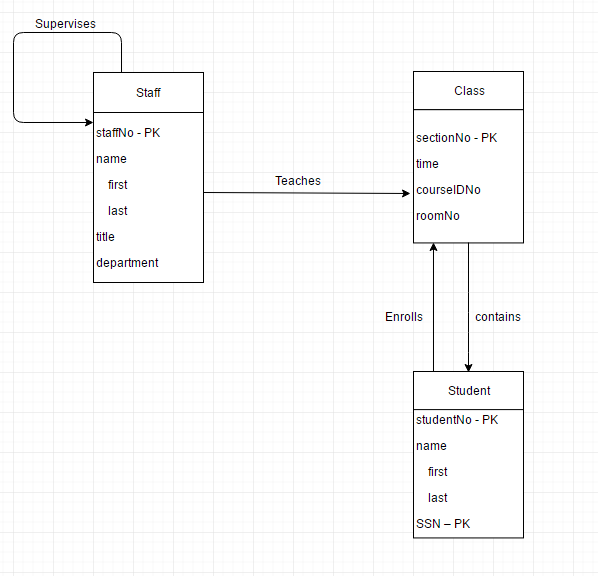 Supervises
Staff
staffNo - PK
name
first
last
title
department
Teaches
Class
sectionNo - PK
time
courseIDNo
roomNo
Enrolls
contains
Student
studentNo - PK
name
first
last
SSN – PK